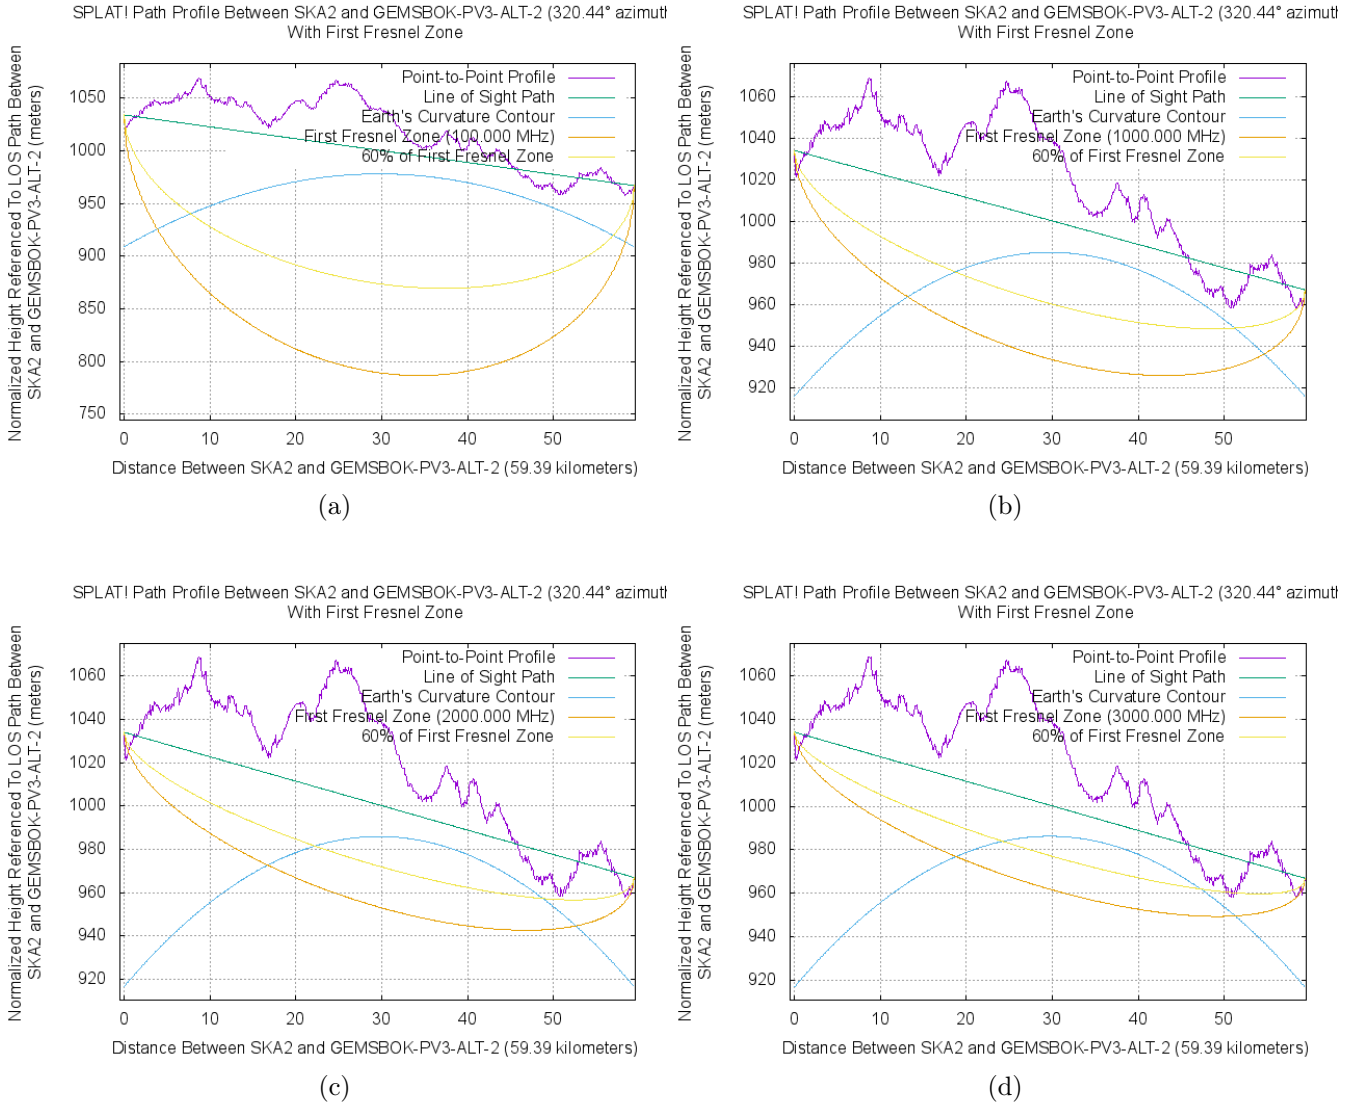 SPLAT! Path Profile Between SKA2 and GEMSBOK-PV3-ALT-2 (320.44° azimuth
With First Fresnel Zone
Normalized Height Referenced To LOS Path Between
SKA2 and GEMSBOK-PV3-ALT-2 (meters)
Point-to-Point Profile
Line of Sight Path
Earth's Curvature Contour
First Fresnel Zone (100.000 MHz)
60% of First Fresnel Zone
1050
1000
950
900
850
800
750
0 10 20 30 40 50
Distance Between SKA2 and GEMSBOK-PV3-ALT-2 (59.39 kilometers)
(a)
SPLAT! Path Profile Between SKA2 and GEMSBOK-PV3-ALT-2 (320.44° azimuth
With First Fresnel Zone
Normalized Height Referenced To LOS Path Between
SKA2 and GEMSBOK-PV3-ALT-2 (meters)
Point-to-Point Profile
Line of Sight Path
Earth's Curvature Contour
First Fresnel Zone (1000.000 MHz)
60% of First Fresnel Zone
1060
1040
1020
1000
980
960
940
920
0 10 20 30 40 50
Distance Between SKA2 and GEMSBOK-PV3-ALT-2 (59.39 kilometers)
(b)
SPLAT! Path Profile Between SKA2 and GEMSBOK-PV3-ALT-2 (320.44° azimuth
With First Fresnel Zone
Normalized Height Referenced To LOS Path Between
SKA2 and GEMSBOK-PV3-ALT-2 (meters)
Point-to-Point Profile
Line of Sight Path
Earth's Curvature Contour
First Fresnel Zone (2000.000 MHz)
60% of First Fresnel Zone
1060
1040
1020
1000
980
960
940
920
0 10 20 30 40 50
Distance Between SKA2 and GEMSBOK-PV3-ALT-2 (59.39 kilometers)
(c)
SPLAT! Path Profile Between SKA2 and GEMSBOK-PV3-ALT-2 (320.44° azimuth
With First Fresnel Zone
Normalized Height Referenced To LOS Path Between
SKA2 and GEMSBOK-PV3-ALT-2 (meters)
Point-to-Point Profile
Line of Sight Path
Earth's Curvature Contour
First Fresnel Zone (3000.000 MHz)
60% of First Fresnel Zone
1060
1040
1020
1000
980
960
940
920
0 10 20 30 40 50
Distance Between SKA2 and GEMSBOK-PV3-ALT-2 (59.39 kilometers)
(d)